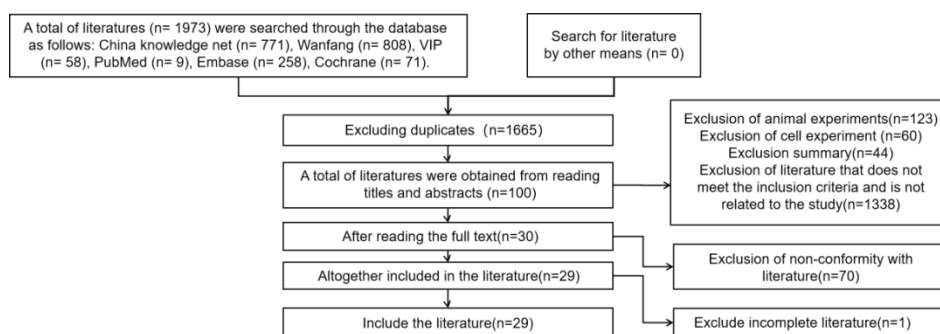 A total of literatures (n= 1973) were searched through the database
as follows: China knowledge net (n= 771), Wanfang (n= 808), VIP
(n= 58), PubMed (n= 9), Embase (n= 258), Cochrane (n= 71).
Search for literature
by other means (n= 0)
Excluding duplicates (n=1665)
A total of literatures were obtained from reading
titles and abstracts (n=100)
Exclusion of animal experiments(n=123)
Exclusion of cell experiment (n=60)
Exclusion summary(n=44)
Exclusion of literature that does not
meet the inclusion criteria and is not
related to the study(n=1338)
After reading the full text(n=30)
Exclusion of non-conformity with
literature(n=70)
Altogether included in the literature(n=29)
Include the literature(n=29)
Exclude incomplete literature(n=1)